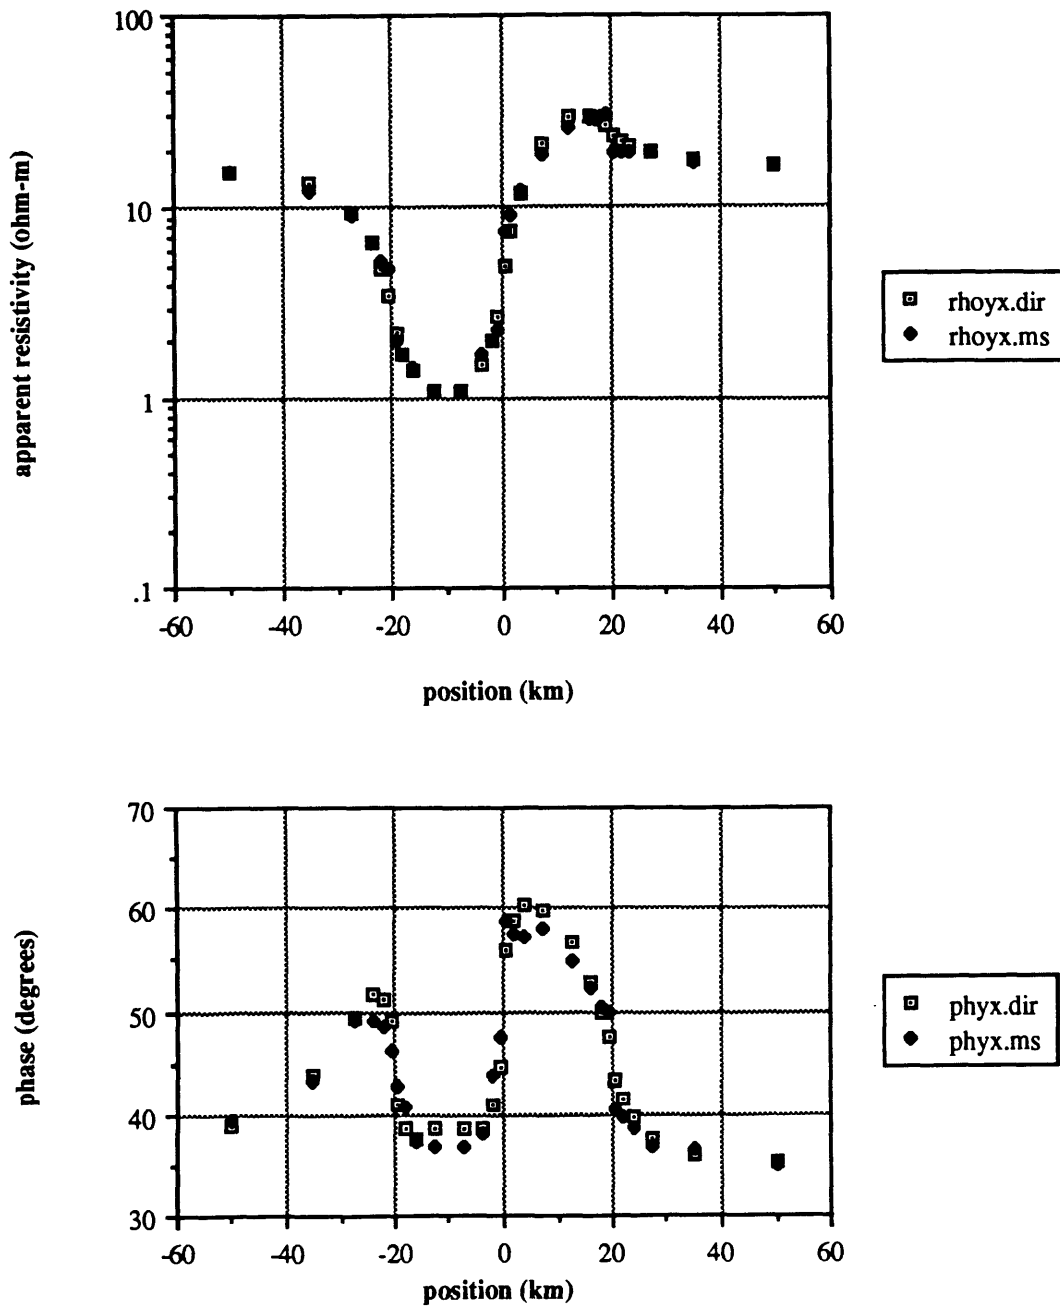 100
10
1
.1
-60
-40
-20
0
20
40
60
apparent resistivity (ohm-m)
position (km)
rhoyx.dir
rhoyx.ms
70
60
50
40
30
-60
-40
-20
0
20
40
60
phase (degrees)
position (km)
phyx.dir
phyx.ms